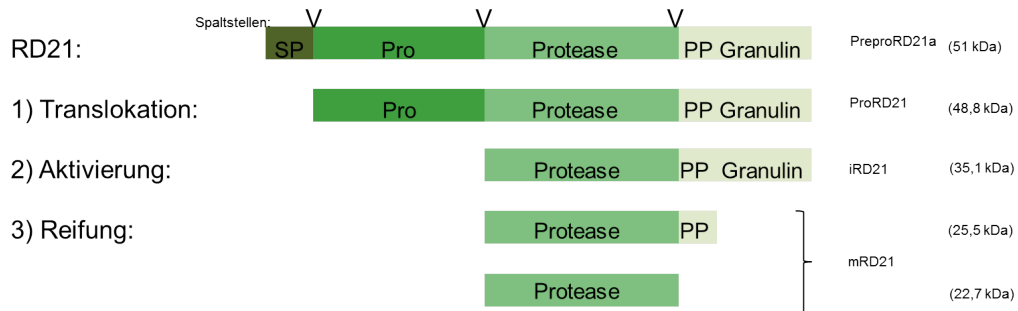 Spaltstellen: V V V
RD21: SP Pro Protease PP Granulin PreproRD21a (51 kDa)
1) Translokation: Pro Protease PP Granulin ProRD21 (48,8 kDa)
2) Aktivierung: Protease PP Granulin iRD21 (35,1 kDa)
3) Reifung: Protease PP (25,5 kDa)
mRD21
Protease (22,7 kDa)